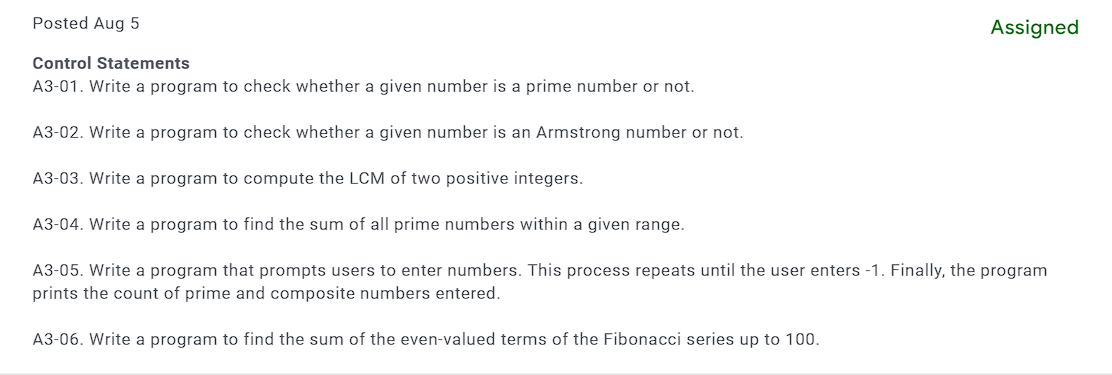 Posted Aug 5
Assigned
Control Statements
A3-01. Write a program to check whether a given number is a prime number or not.
A3-02. Write a program to check whether a given number is an Armstrong number or not.
A3-03. Write a program to compute the LCM of two positive integers.
A3-04. Write a program to find the sum of all prime numbers within a given range.
A3-05. Write a program that prompts users to enter numbers. This process repeats until the user enters -1. Finally, the program
prints the count of prime and composite numbers entered.
A3-06. Write a program to find the sum of the even-valued terms of the Fibonacci series up to 100.